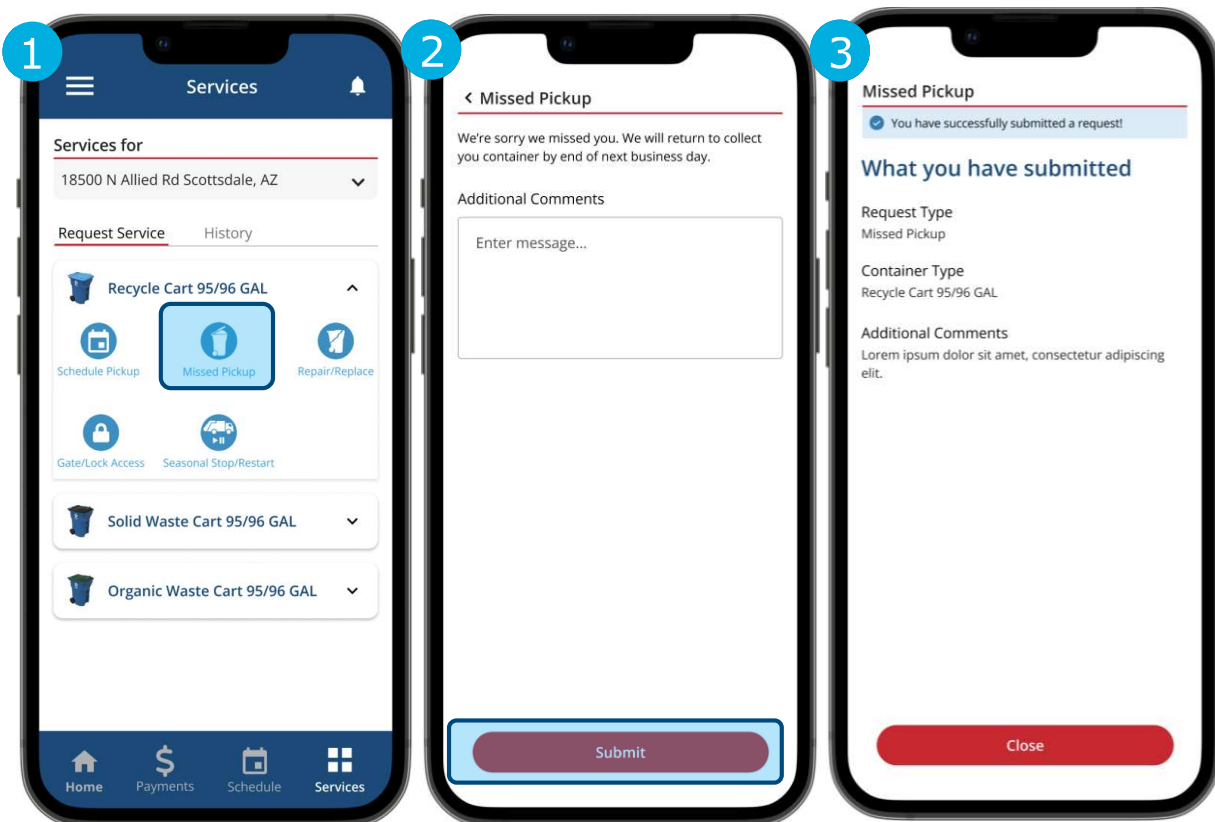 1
Services
Services for
18500 N Allied Rd Scottsdale, AZ
Request Service History
Recycle Cart 95/96 GAL
Schedule Pickup Missed Pickup Repair/Replace
Gate/Lock Access Seasonal Stop/Restart
Solid Waste Cart 95/96 GAL
Organic Waste Cart 95/96 GAL
Home Payments Schedule Services
2
< Missed Pickup
We're sorry we missed you. We will return to collect
you container by end of next business day.
Additional Comments
Enter message...
Submit
3
Missed Pickup
You have successfully submitted a request!
What you have submitted
Request Type
Missed Pickup
Container Type
Recycle Cart 95/96 GAL
Additional Comments
Lorem ipsum dolor sit amet, consectetur adipiscing
elit.
Close